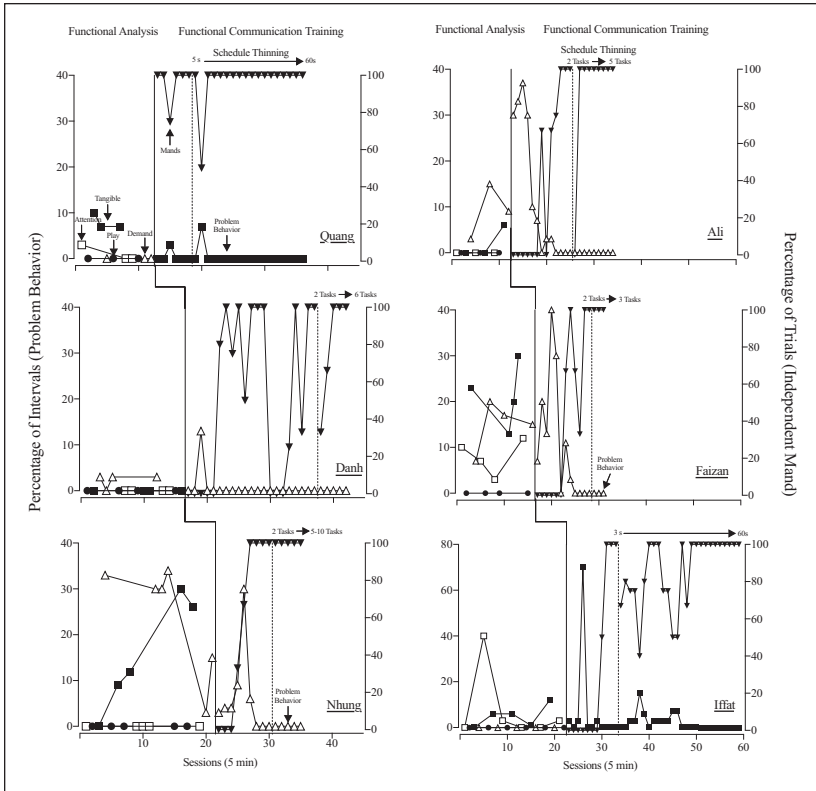 Functional Analysis Functional Communication Training
Schedule Thinning
5 s 60s
40
30
20
10
0
100
80
60
40
20
0
Mands
Tangible
Attention
Play
Demand
Problem
Behavior
Quang
2 Tasks 6 Tasks
40
30
20
10
0
100
80
60
40
20
0
Danh
2 Tasks 5-10 Tasks
40
30
20
10
0
100
80
60
40
20
0
Problem
Behavior
Nhung
10 20 30 40
Sessions (5 min)
Percentage of Intervals (Problem Behavior)
Functional Analysis Functional Communication Training
Schedule Thinning
2 Tasks 5 Tasks
40
30
20
10
0
100
80
60
40
20
0
Ali
2 Tasks 3 Tasks
40
30
20
10
0
100
80
60
40
20
0
Problem
Behavior
Faizan
3 s 60s
80
60
40
20
0
100
80
60
40
20
0
Iffat
10 20 30 40 50 60
Sessions (5 min)
Percentage of Trials (Independent Mand)